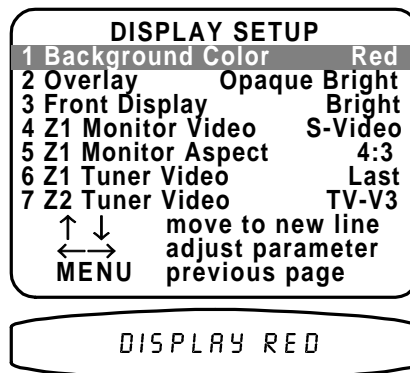 DISPLAY SETUP
1 Background Color Red
2 Overlay Opaque Bright
3 Front Display Bright
4 Z1 Monitor Video S-Video
5 Z1 Monitor Aspect 4:3
6 Z1 Tuner Video Last
7 Z2 Tuner Video TV-V3
↑ ↓ move to new line
←→ adjust parameter
MENU previous page
DISPLAY RED